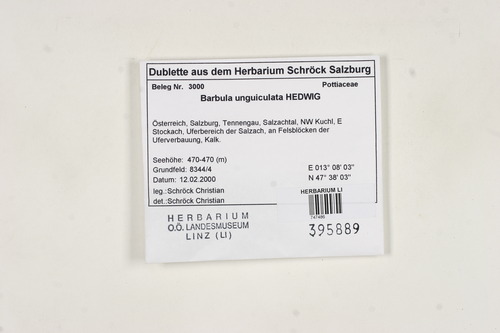 Dublette aus dem Herbarium Schröck Salzburg
Beleg Nr. 3000 Pottiaceae
Barbula unguiculata HEDWIG
Österreich, Salzburg, Tennengau, Salzachtal, NW Kuchl, E
Stockach, Uferbereich der Salzach, an Felsblöcken der
Uferverbauung, Kalk.
Seehöhe: 470-470 (m)
Grundfeld: 8344/4 E 013° 08' 03"
Datum: 12.02.2000 N 47° 38' 03"
leg.:Schröck Christian HERBARIUM LI
det.:Schröck Christian
747486
HERBARIUM
O.Ö. LANDESMUSEUM
LINZ (LI)
395889